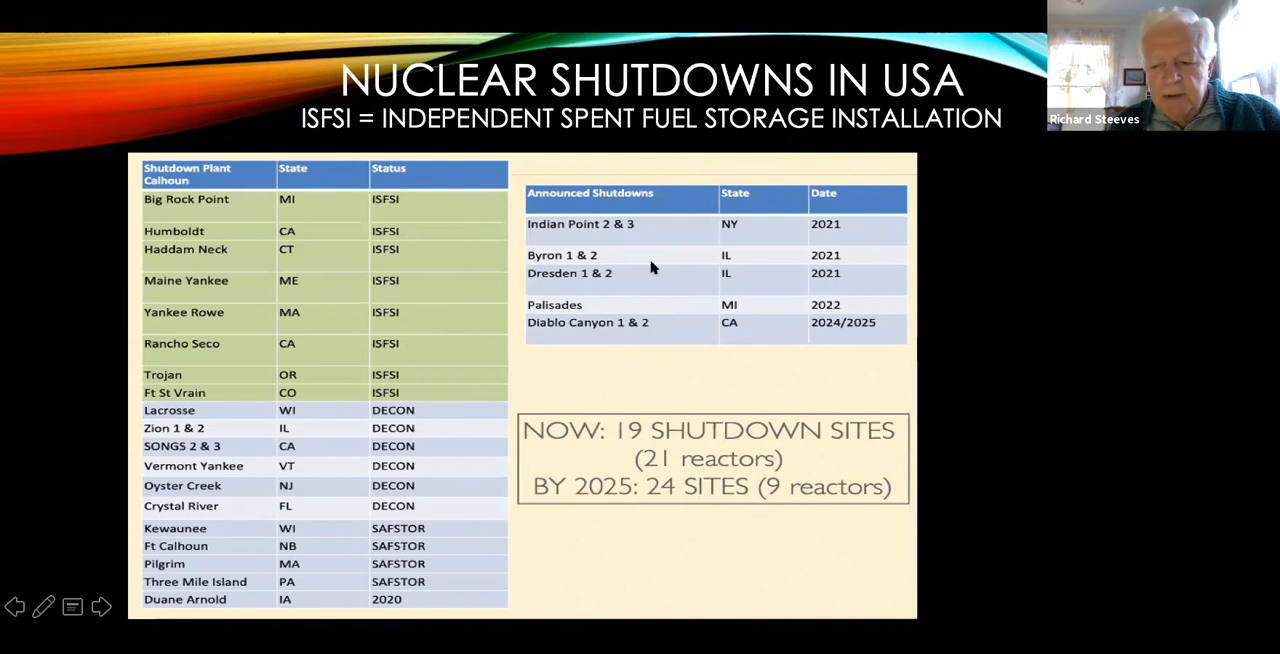 NUCLEAR SHUTDOWNS IN USA
ISFSI = INDEPENDENT SPENT FUEL STORAGE INSTALLATION
Richard Steeves
Shutdown Plant State Status
Calhoun
Big Rock Point MI ISFSI
Humboldt CA ISFSI
Haddam Neck CT ISFSI
Maine Yankee ME ISFSI
Yankee Rowe MA ISFSI
Rancho Seco CA ISFSI
Trojan OR ISFSI
Ft St Vrain CO ISFSI
Lacrosse WI DECON
Zion 1 & 2 IL DECON
SONGS 2 & 3 CA DECON
Vermont Yankee VT DECON
Oyster Creek NJ DECON
Crystal River FL DECON
Kewaunee WI SAFSTOR
Ft Calhoun NB SAFSTOR
Pilgrim MA SAFSTOR
Three Mile Island PA SAFSTOR
Duane Arnold IA 2020
Announced Shutdowns State Date
Indian Point 2 & 3 NY 2021
Byron 1 & 2 IL 2021
Dresden 1 & 2 IL 2021
Palisades MI 2022
Diablo Canyon 1 & 2 CA 2024/2025
NOW: 19 SHUTDOWN SITES
(21 reactors)
BY 2025: 24 SITES (9 reactors)